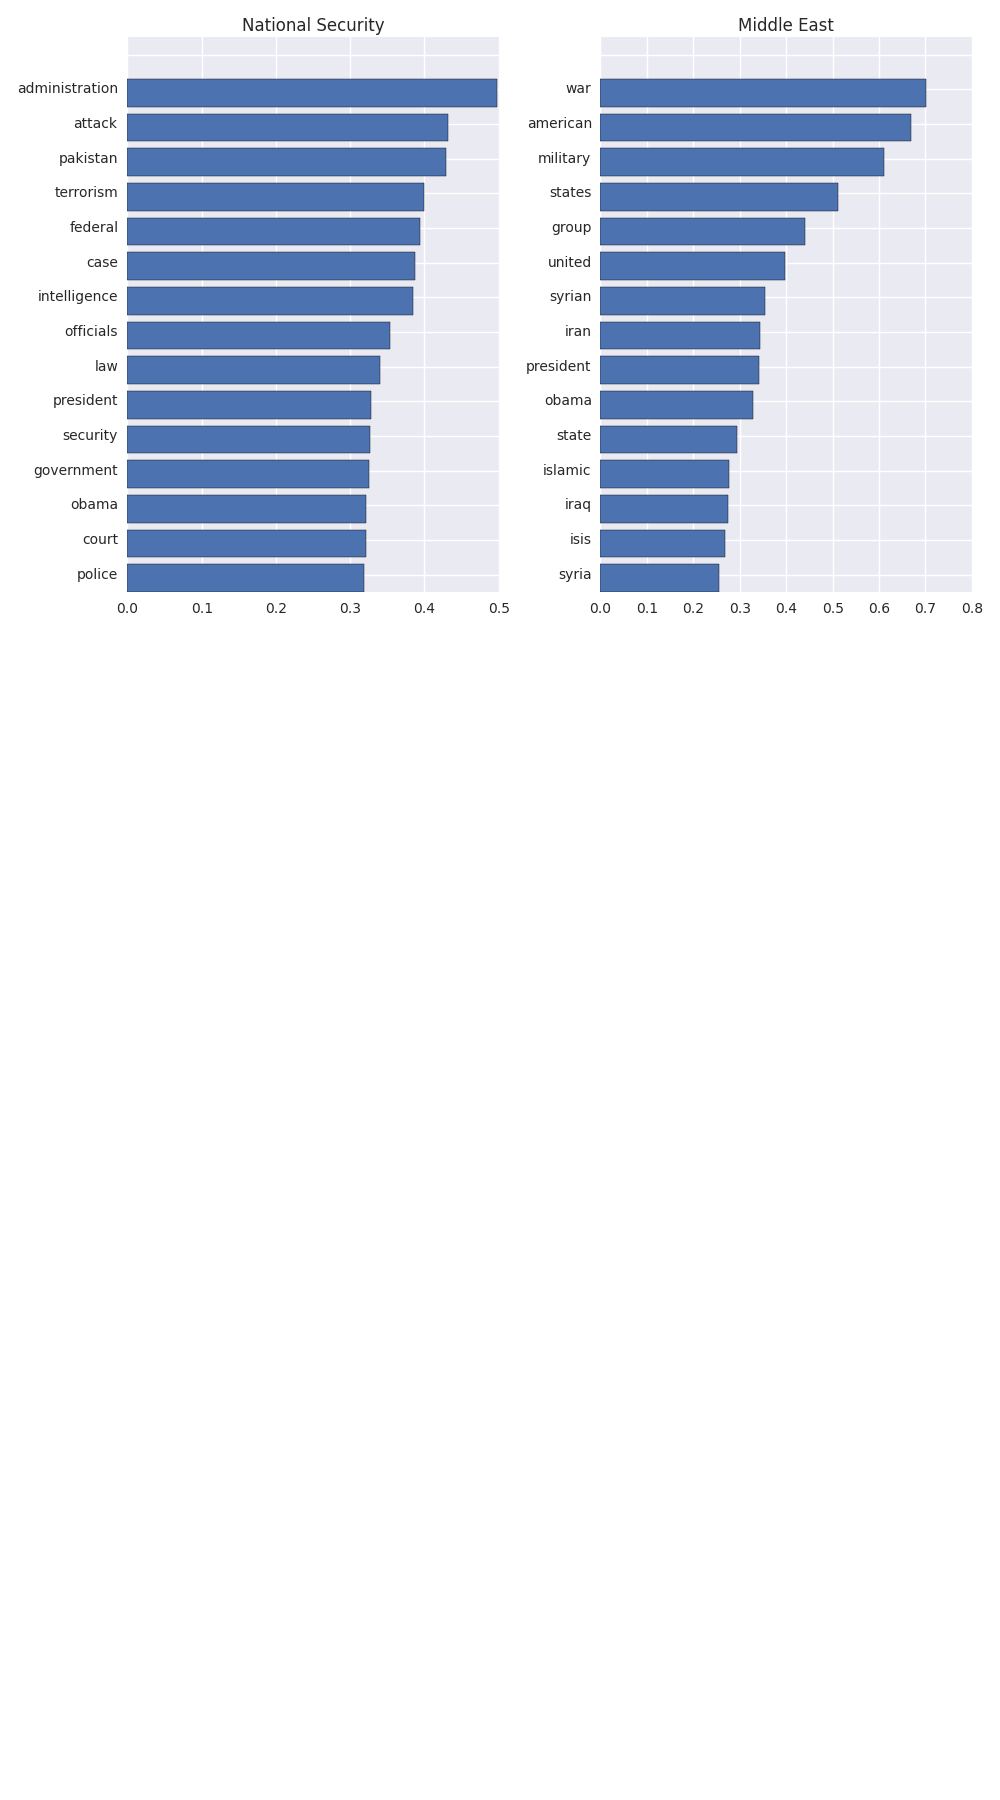 National Security
administration
attack
pakistan
terrorism
federal
case
intelligence
officials
law
president
security
government
obama
court
police
0.0 0.1 0.2 0.3 0.4 0.5
Middle East
war
american
military
states
group
united
syrian
iran
president
obama
state
islamic
iraq
isis
syria
0.0 0.1 0.2 0.3 0.4 0.5 0.6 0.7 0.8